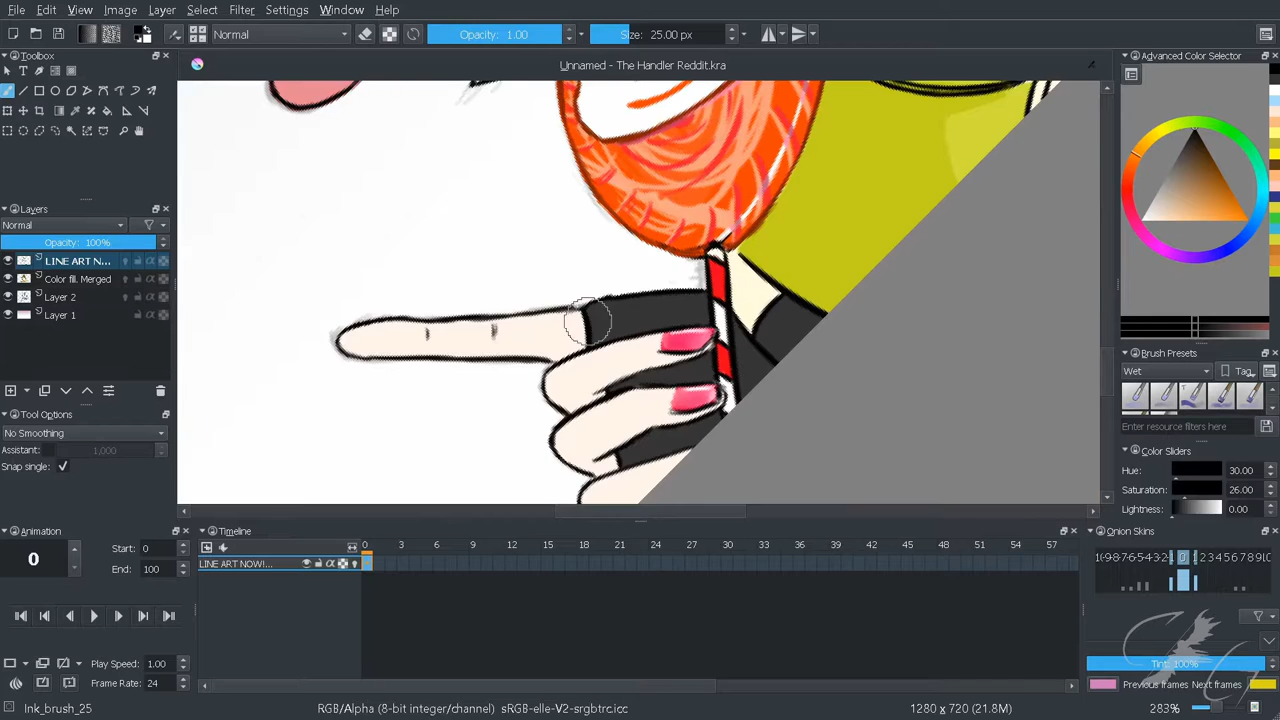 File Edit View Image Layer Select Filter Settings Window Help
Normal Opacity: 1.00 Size: 25.00 px
Unnamed - The Handler Reddit.kra
Toolbox
Layers
Normal
Opacity: 100%
LINE ART N...
Color fill. Merged
Layer 2
Layer 1
Tool Options
No Smoothing
Assistant: 1,000
Snap single:
Animation
0
Start: 0
End: 100
Play Speed: 1.00
Frame Rate: 24
Timeline
0 3 6 9 12 15 18 21 24 27 30 33 36 39 42 45 48 51 54 57
LINE ART NOW!...
Advanced Color Selector
Brush Presets
Wet Tag
Enter resource filters here
Color Sliders
Hue: 30.00
Saturation: 26.00
Lightness: 0.00
Onion Skins
Tint: 100%
Previous frames Next frames
Ink_brush_25
RGB/Alpha (8-bit integer/channel) sRGB-elle-V2-srgbtrc.icc
1280 x 720 (21.8M)
283%